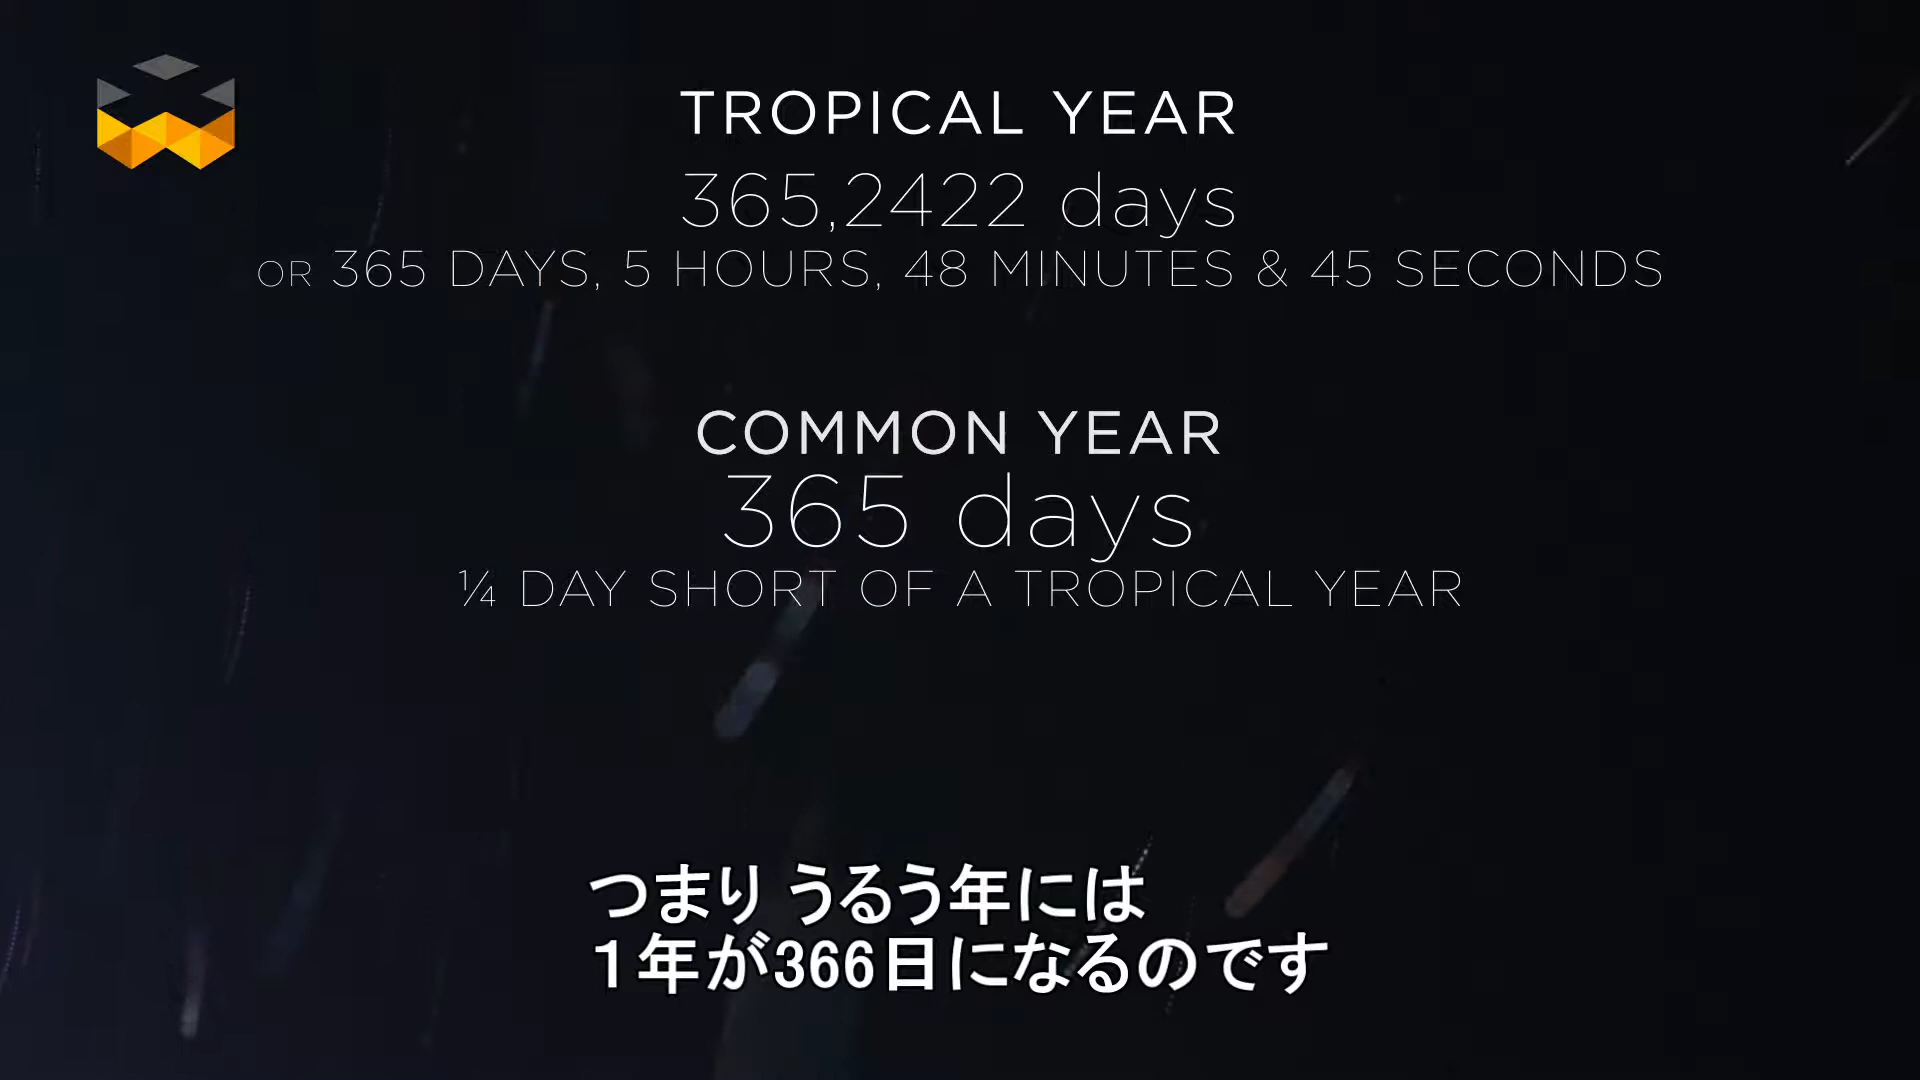 TROPICAL YEAR
365,2422 days
OR 365 DAYS, 5 HOURS, 48 MINUTES & 45 SECONDS
COMMON YEAR
365 days
¼ DAY SHORT OF A TROPICAL YEAR
つまり うるう年には
１年が366日になるのです